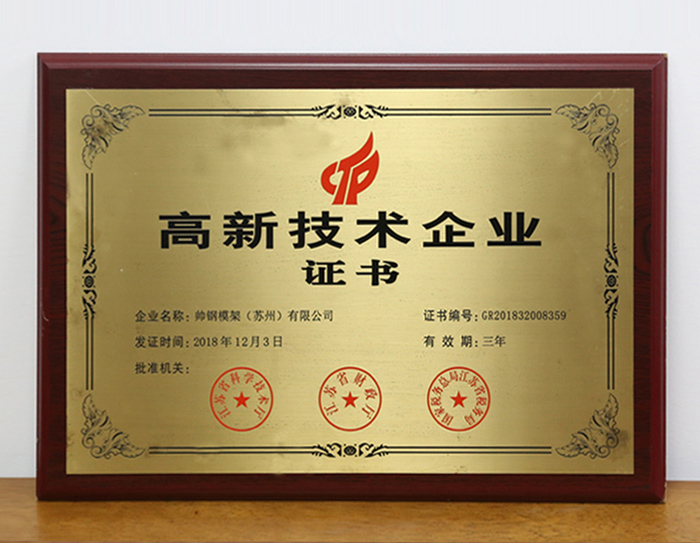 高新技术企业
证书
企业名称：帅钢模架（苏州）有限公司
证书编号：GR201832008359
发证时间：2018年12月3日
有效期：三年
批准机关：
江苏省科学技术厅
江苏省财政厅
国家税务总局江苏省税务局